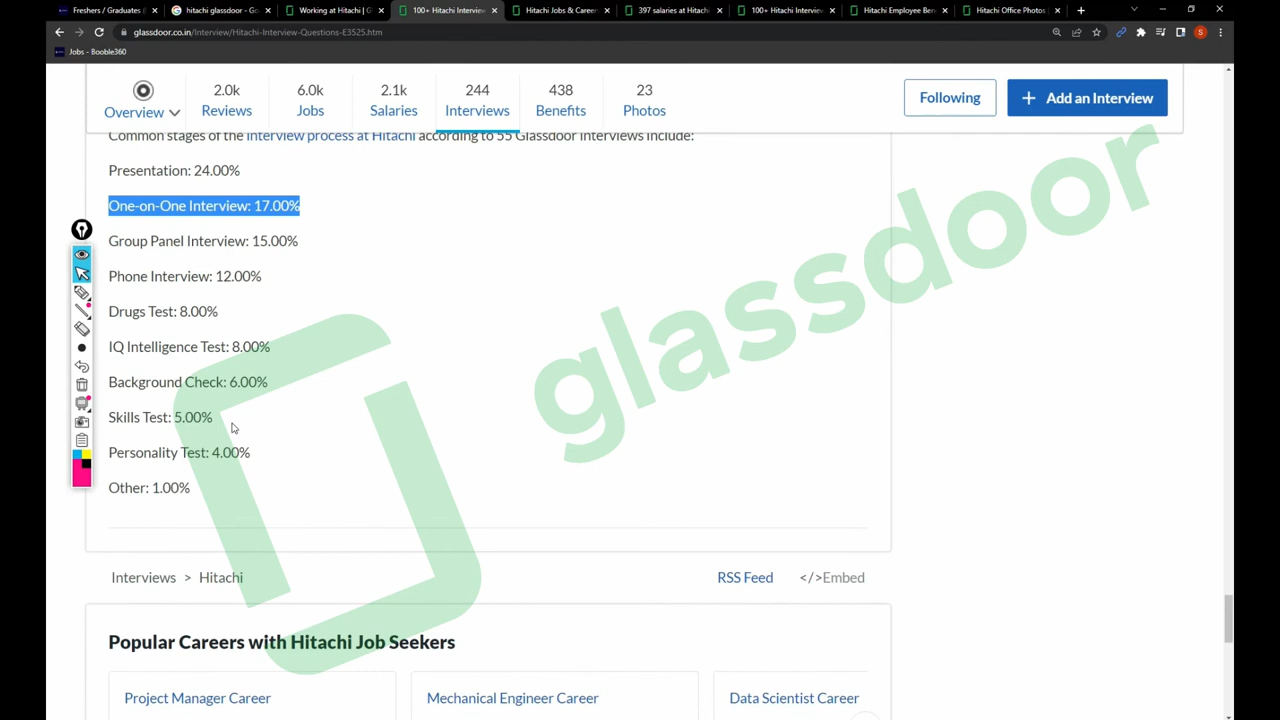 Freshers / Graduates (F
hitachi glassdoor - Go
Working at Hitachi | G
100+ Hitachi Interview
Hitachi Jobs & Careers
397 salaries at Hitachi
100+ Hitachi Interview
Hitachi Employee Ben
Hitachi Office Photos |
glassdoor.co.in/Interview/Hitachi-Interview-Questions-E3525.htm
S
Jobs - Booble360
Overview
2.0k
Reviews
6.0k
Jobs
2.1k
Salaries
244
Interviews
438
Benefits
23
Photos
Following
+ Add an Interview
Common stages of the interview process at Hitachi according to 55 Glassdoor interviews include:
Presentation: 24.00%
One-on-One Interview: 17.00%
Group Panel Interview: 15.00%
Phone Interview: 12.00%
Drugs Test: 8.00%
IQ Intelligence Test: 8.00%
Background Check: 6.00%
Skills Test: 5.00%
Personality Test: 4.00%
Other: 1.00%
glassdoor
Interviews > Hitachi
RSS Feed
</>Embed
Popular Careers with Hitachi Job Seekers
Project Manager Career
Mechanical Engineer Career
Data Scientist Career